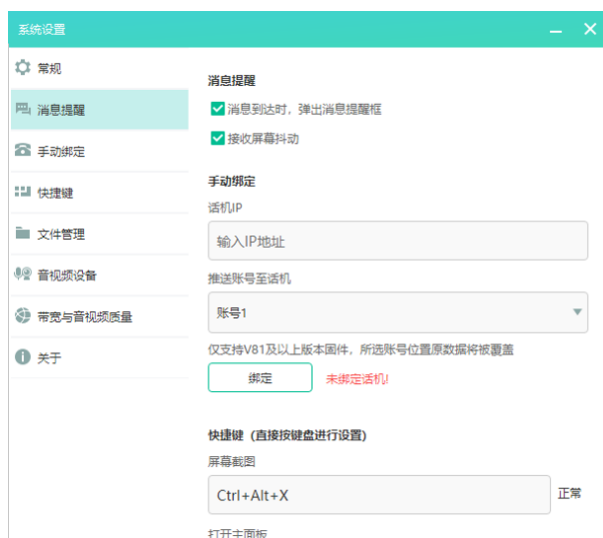 系统设置
常规
消息提醒
手动绑定
快捷键
文件管理
音视频设备
带宽与音视频质量
关于
消息提醒
消息到达时，弹出消息提醒框
接收屏幕抖动
手动绑定
话机IP
输入IP地址
推送账号至话机
账号1
仅支持V81及以上版本固件，所选账号位置原数据将被覆盖
绑定 未绑定话机!
快捷键（直接按键盘进行设置)
屏幕截图
Ctrl+Alt+X 正常
打开主面板